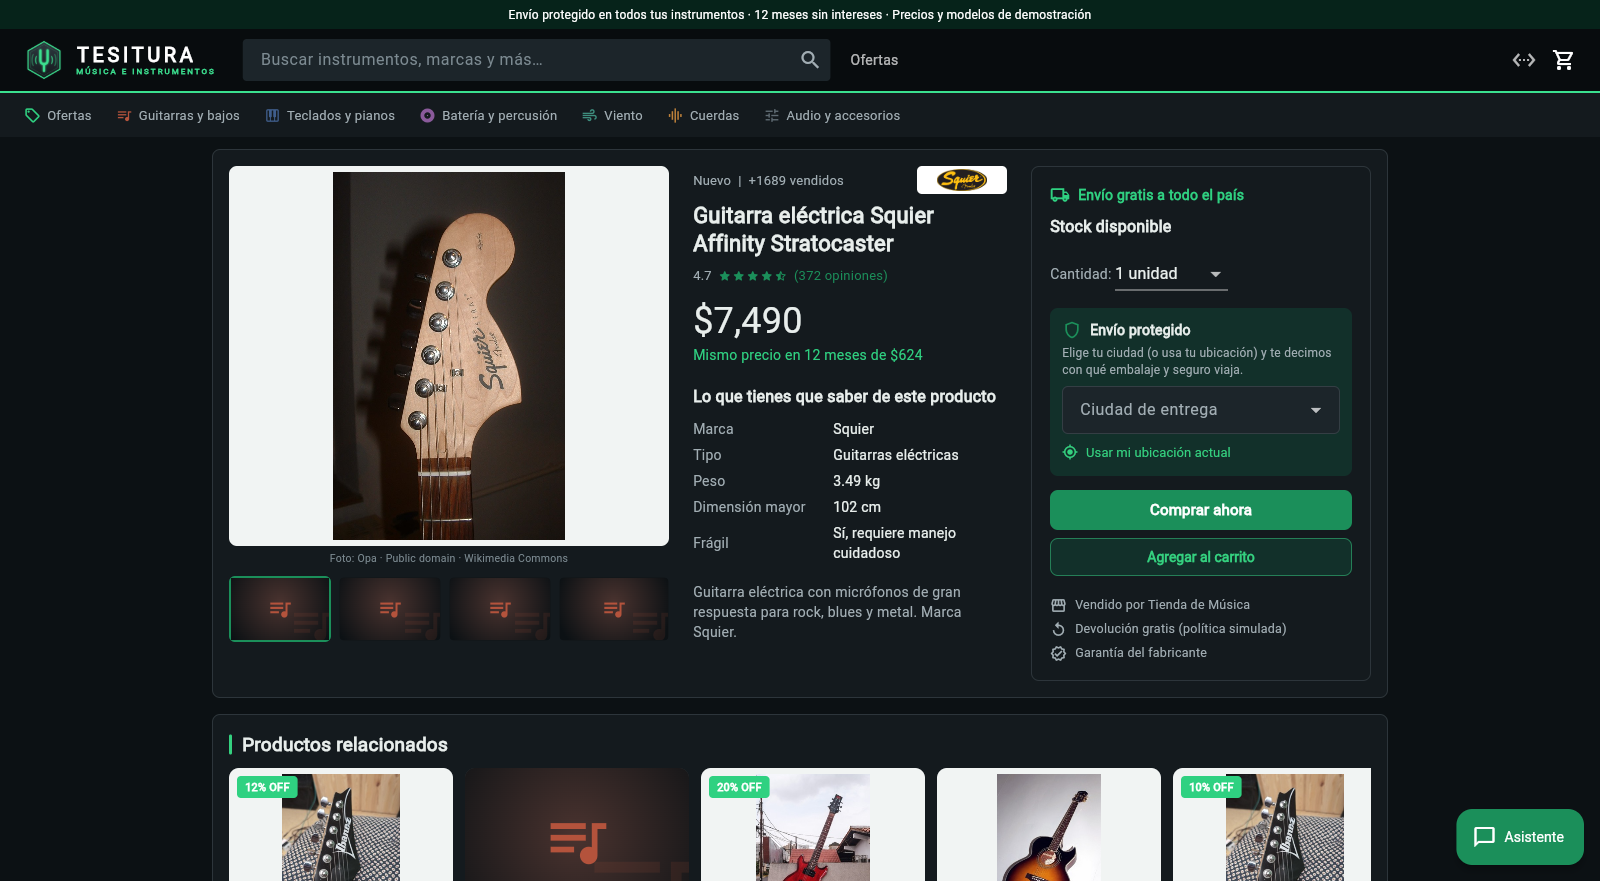 Envío protegido en todos tus instrumentos · 12 meses sin intereses · Precios y modelos de demostración
TESITURA
MÚSICA E INSTRUMENTOS
Buscar instrumentos, marcas y más…
Ofertas
Ofertas
Guitarras y bajos
Teclados y pianos
Batería y percusión
Viento
Cuerdas
Audio y accesorios
Squier
Foto: Opa · Public domain · Wikimedia Commons
Nuevo | +1689 vendidos
Squier
Guitarra eléctrica Squier
Affinity Stratocaster
4.7 (372 opiniones)
$7,490
Mismo precio en 12 meses de $624
Lo que tienes que saber de este producto
Marca Squier
Tipo Guitarras eléctricas
Peso 3.49 kg
Dimensión mayor 102 cm
Frágil Sí, requiere manejo
cuidadoso
Guitarra eléctrica con micrófonos de gran
respuesta para rock, blues y metal. Marca
Squier.
Envío gratis a todo el país
Stock disponible
Cantidad: 1 unidad
Envío protegido
Elige tu ciudad (o usa tu ubicación) y te decimos
con qué embalaje y seguro viaja.
Ciudad de entrega
Usar mi ubicación actual
Comprar ahora
Agregar al carrito
Vendido por Tienda de Música
Devolución gratis (política simulada)
Garantía del fabricante
Productos relacionados
12% OFF
Ibanez
20% OFF
10% OFF
Ibanez
Asistente